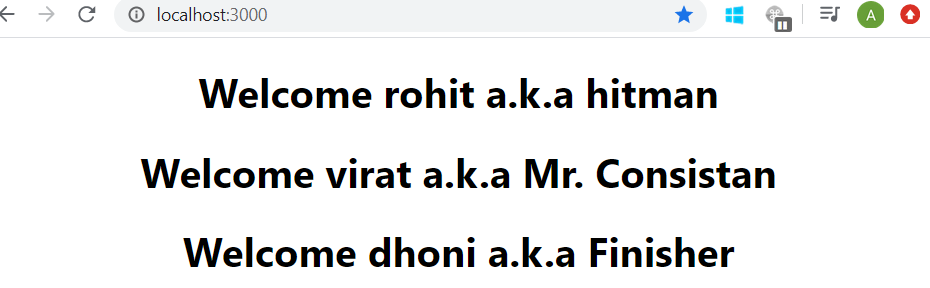 localhost:3000
A
Welcome rohit a.k.a hitman
Welcome virat a.k.a Mr. Consistan
Welcome dhoni a.k.a Finisher